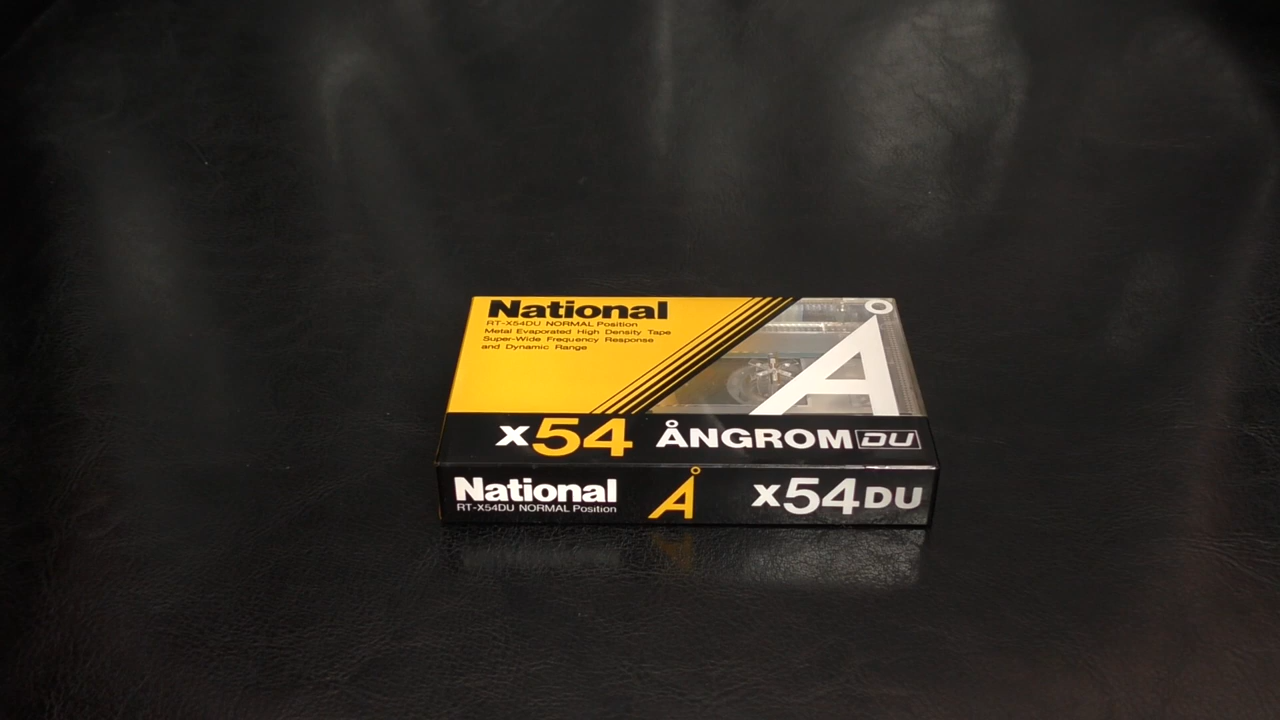 National
RT-X54DU NORMAL Position
Metal Evaporated High Density Tape
Super-Wide Frequency Response
and Dynamic Range
Å
x54 ÅNGROM DU
National
RT-X54DU NORMAL Position
Å
x54DU